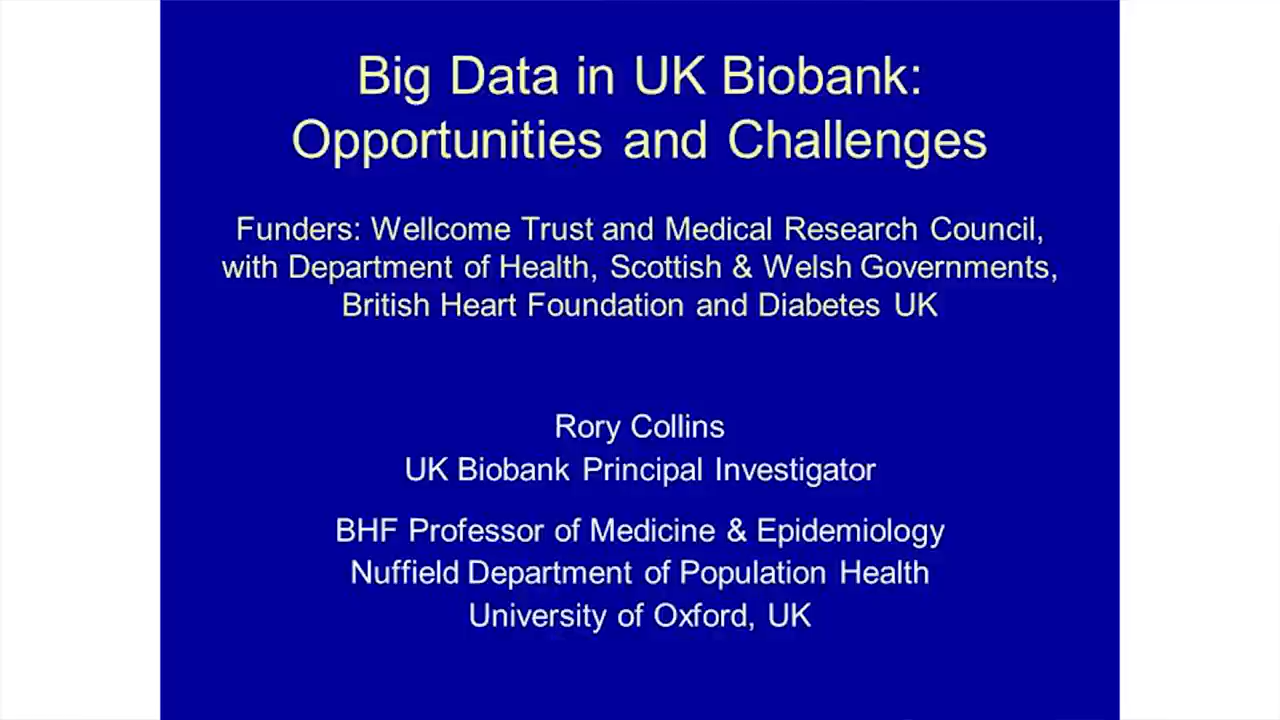 Big Data in UK Biobank:
Opportunities and Challenges
Funders: Wellcome Trust and Medical Research Council,
with Department of Health, Scottish & Welsh Governments,
British Heart Foundation and Diabetes UK
Rory Collins
UK Biobank Principal Investigator
BHF Professor of Medicine & Epidemiology
Nuffield Department of Population Health
University of Oxford, UK